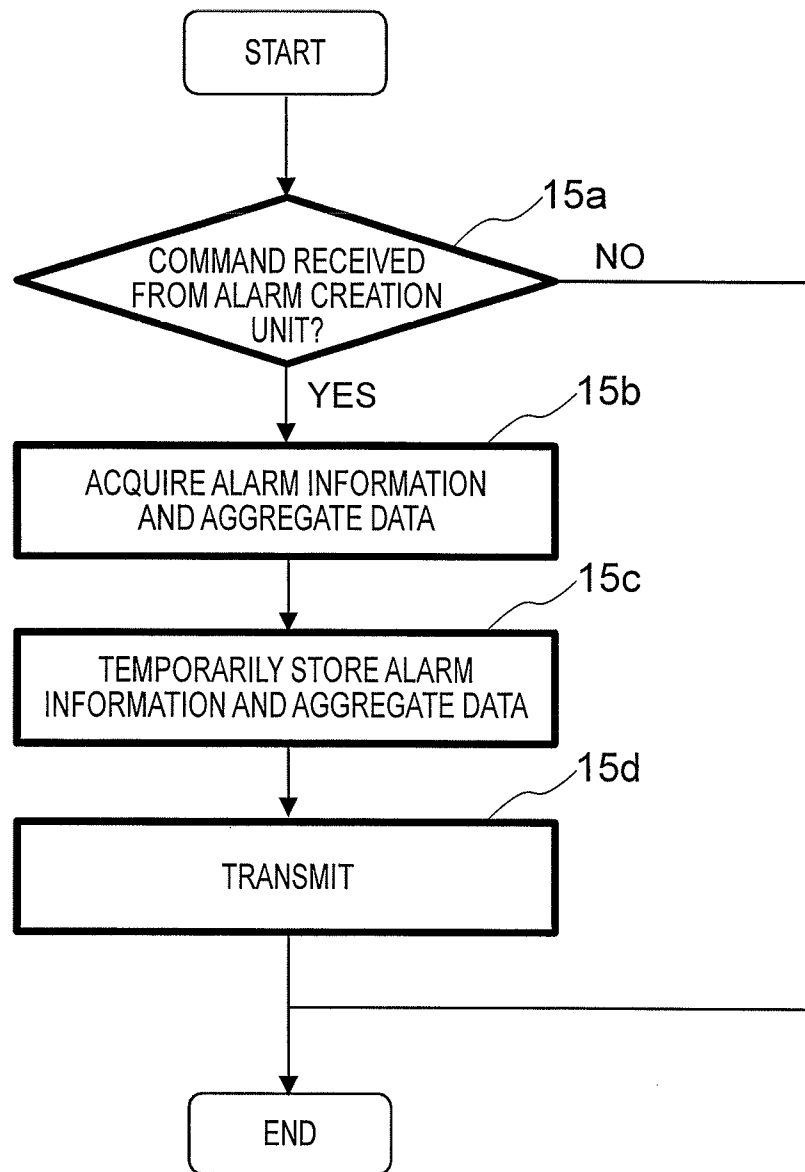 START
15a
COMMAND RECEIVED
FROM ALARM CREATION
UNIT?
NO
YES
15b
ACQUIRE ALARM INFORMATION
AND AGGREGATE DATA
15c
TEMPORARILY STORE ALARM
INFORMATION AND AGGREGATE DATA
15d
TRANSMIT
END